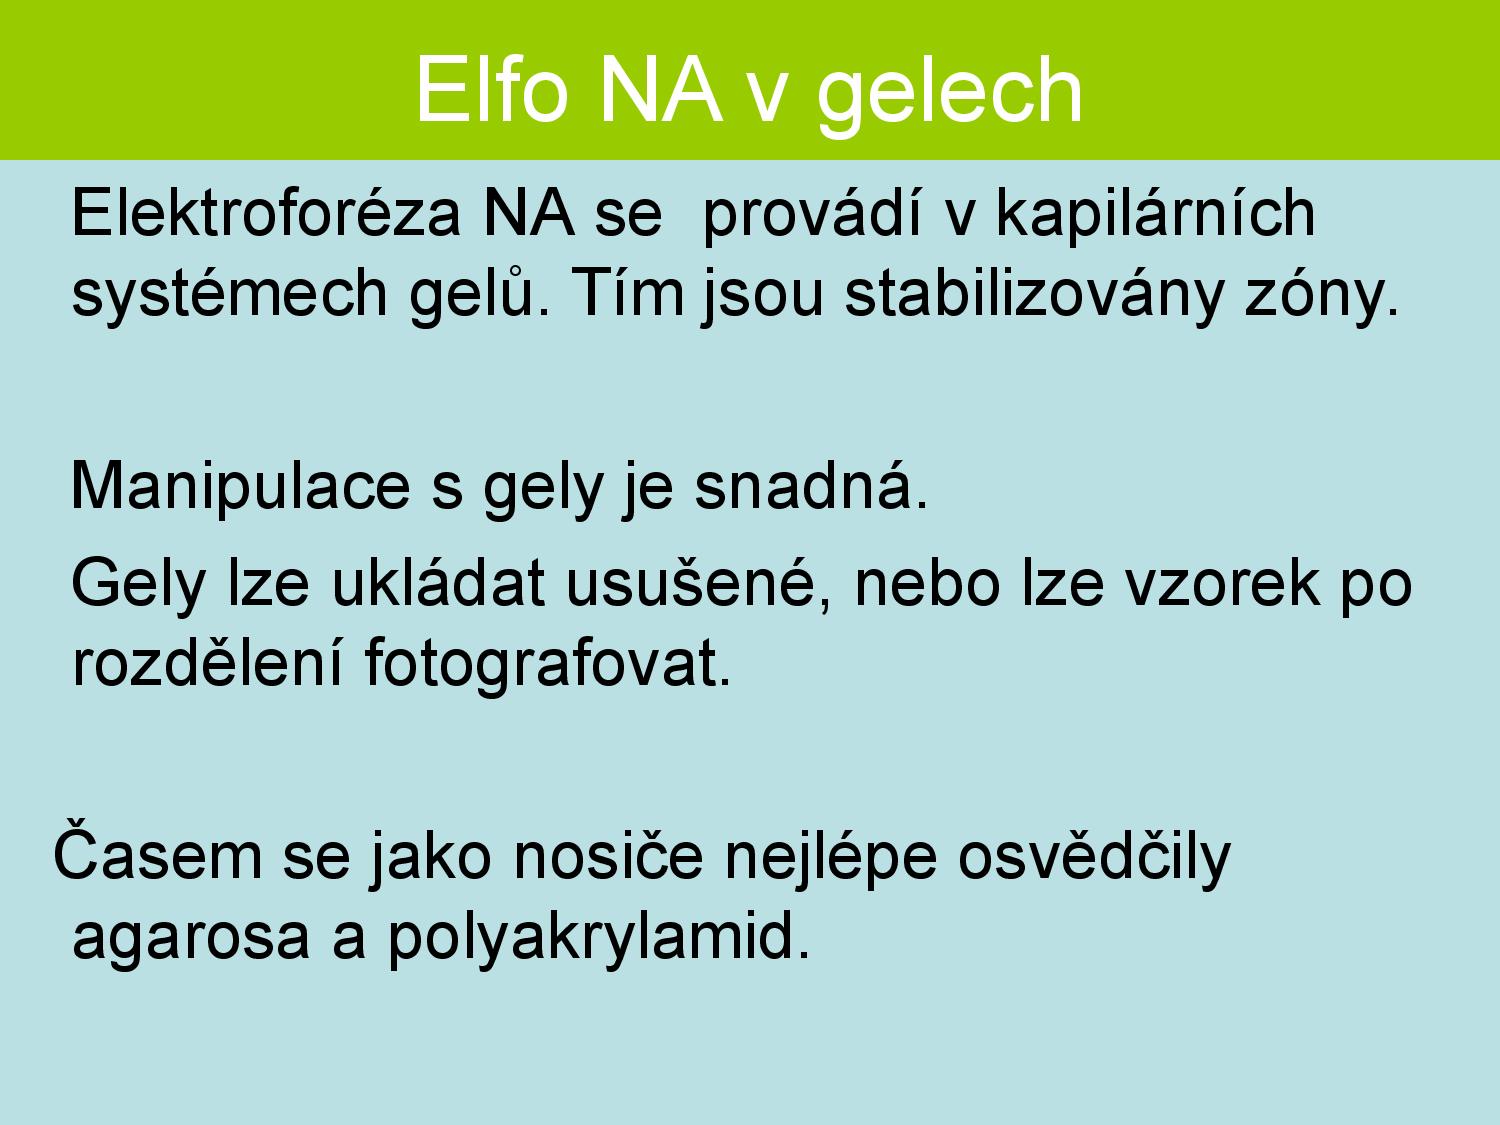 Elfo NA v gelech
Elektroforéza NA se  provádí v kapilárních
systémech gelů. Tím jsou stabilizovány zóny.
Manipulace s gely je snadná.
Gely lze ukládat usušené, nebo lze vzorek po
rozdělení fotografovat.
Časem se jako nosiče nejlépe osvědčily
agarosa a polyakrylamid.